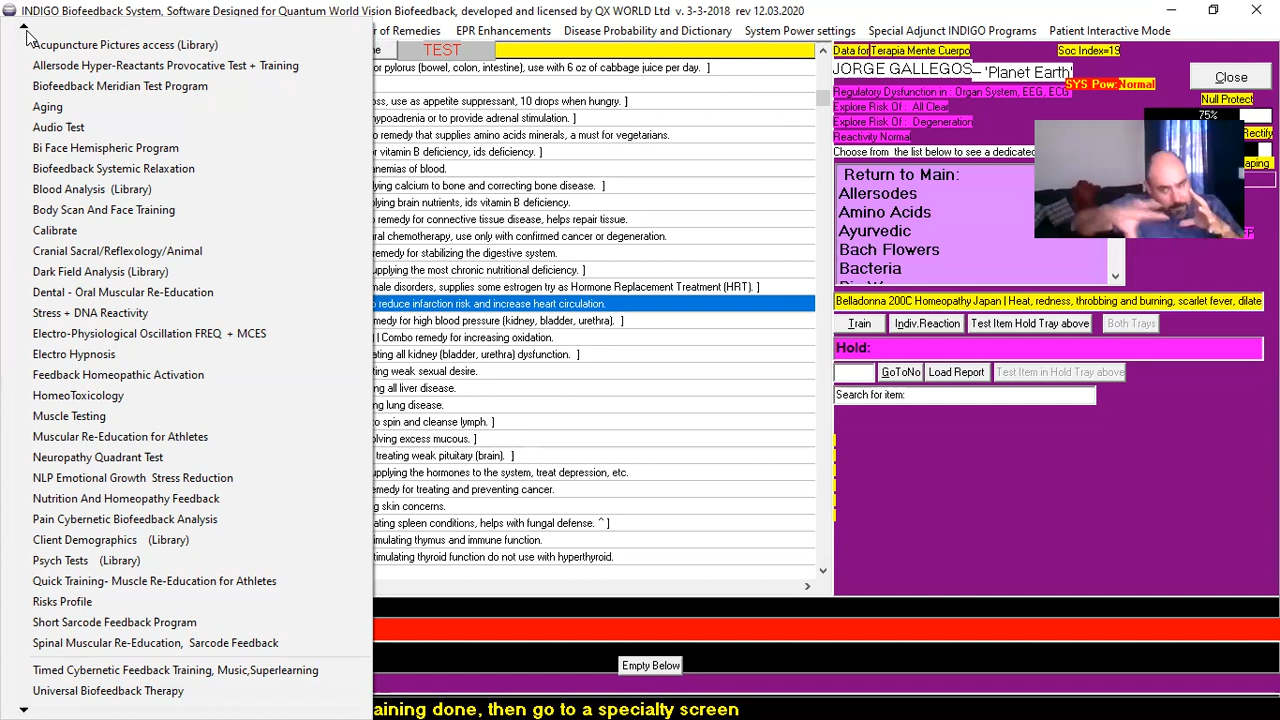 INDIGO Biofeedback System, Software Designed for Quantum World Vision Biofeedback, developed and licensed by QX WORLD Ltd v. 3-3-2018 rev 12.03.2020
of Remedies EPR Enhancements Disease Probability and Dictionary System Power settings Special Adjunct INDIGO Programs Patient Interactive Mode
Acupuncture Pictures access (Library)
Allersode Hyper-Reactants Provocative Test + Training
Biofeedback Meridian Test Program
Aging
Audio Test
Bi Face Hemispheric Program
Biofeedback Systemic Relaxation
Blood Analysis (Library)
Body Scan And Face Training
Calibrate
Cranial Sacral/Reflexology/Animal
Dark Field Analysis (Library)
Dental - Oral Muscular Re-Education
Stress + DNA Reactivity
Electro-Physiological Oscillation FREQ + MCES
Electro Hypnosis
Feedback Homeopathic Activation
HomeoToxicology
Muscle Testing
Muscular Re-Education for Athletes
Neuropathy Quadrant Test
NLP Emotional Growth Stress Reduction
Nutrition And Homeopathy Feedback
Pain Cybernetic Biofeedback Analysis
Client Demographics (Library)
Psych Tests (Library)
Quick Training- Muscle Re-Education for Athletes
Risks Profile
Short Sarcode Feedback Program
Spinal Muscular Re-Education, Sarcode Feedback
Timed Cybernetic Feedback Training, Music,Superlearning
Universal Biofeedback Therapy
TEST
or pylorus (bowel, colon, intestine), use with 6 oz of cabbage juice per day. ]
oss, use as appetite suppressant, 10 drops when hungry. ]
hypoadrenia or to provide adrenal stimulation. ]
o remedy that supplies amino acids minerals, a must for vegetarians.
r vitamin B deficiency, ids deficiency. ]
anemias of blood.
lying calcium to bone and correcting bone disease. ]
lying brain nutrients, ids vitamin B deficiency.
remedy for connective tissue disease, helps repair tissue.
ral chemotherapy, use only with confirmed cancer or degeneration.
remedy for stabilizing the digestive system.
pplying the most chronic nutritional deficiency. ]
nale disorders, supplies some estrogen try as Hormone Replacement Treatment (HRT). ]
o reduce infarction risk and increase heart circulation.
medy for high blood pressure (kidney, bladder, urethra). ]
| Combo remedy for increasing oxidation.
ating all kidney (bladder, urethra) dysfunction. ]
ing weak sexual desire.
ng all liver disease.
ng lung disease.
to spin and cleanse lymph. ]
olving excess mucous. ]
treating weak pituitary (brain). ]
upplying the hormones to the system, treat depression, etc.
emedy for treating and preventing cancer.
ng skin concerns.
ating spleen conditions, helps with fungal defense. ^ ]
timulating thymus and immune function.
stimulating thyroid function do not use with hyperthyroid.
Data for Terapia Mente Cuerpo Soc Index=19
JORGE GALLEGOS – 'Planet Earth'
SYS Pow: Normal
Close
Regulatory Dysfunction in : Organ System, EEG, ECG
Null Protect
Explore Risk Of : All Clear
75%
Explore Risk Of : Degeneration
Rectify
Reactivity Normal
Choose from the list below to see a dedicated
aping
Return to Main:
Allersodes
Amino Acids
Ayurvedic
Bach Flowers
Bacteria
Belladonna 200C Homeopathy Japan | Heat, redness, throbbing and burning, scarlet fever, dilate
Train Indiv.Reaction Test Item Hold Tray above Both Trays
Hold:
GoToNo Load Report Test Item in Hold Tray above
Search for item:
Empty Below
aining done, then go to a specialty screen